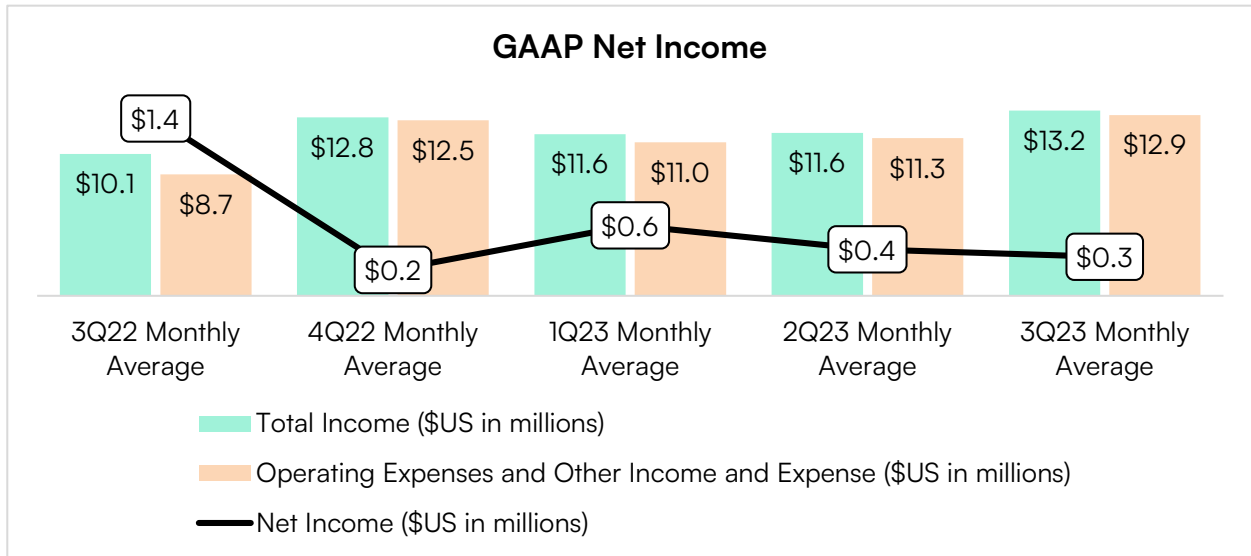 GAAP Net Income
$1.4
$10.1
$8.7
$12.8
$12.5
$0.2
$11.6
$11.0
$0.6
$11.6
$11.3
$0.4
$13.2
$12.9
$0.3
3Q22 Monthly
Average
4Q22 Monthly
Average
1Q23 Monthly
Average
2Q23 Monthly
Average
3Q23 Monthly
Average
Total Income ($US in millions)
Operating Expenses and Other Income and Expense ($US in millions)
Net Income ($US in millions)